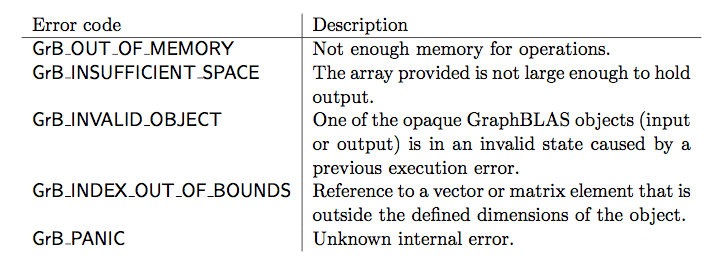 Error code Description
GrB_OUT_OF_MEMORY Not enough memory for operations.
GrB_INSUFFICIENT_SPACE The array provided is not large enough to hold
output.
GrB_INVALID_OBJECT One of the opaque GraphBLAS objects (input
or output) is in an invalid state caused by a
previous execution error.
GrB_INDEX_OUT_OF_BOUNDS Reference to a vector or matrix element that is
outside the defined dimensions of the object.
GrB_PANIC Unknown internal error.